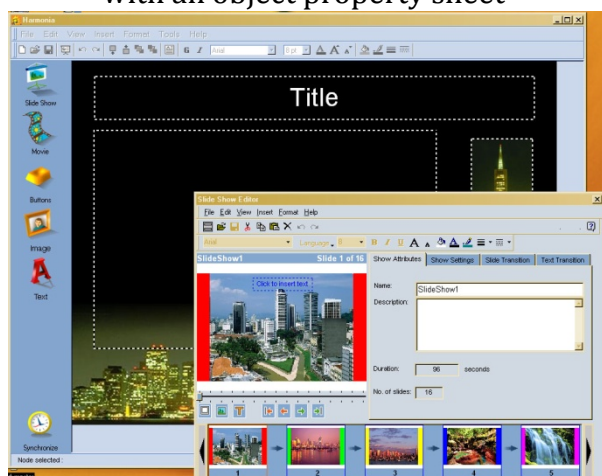 with an object property sheet
Harmonia
File Edit View Insert Format Tools Help
Arial 0 pt
Slide Show
Movie
Buttons
Image
Text
Synchronize
Node selected :
Title
Slide Show Editor
File Edit View Insert Format Help
Arial Language B I U A A
SlideShow1 Slide 1 of 16
Click to insert text
Show Attributes Show Settings Slide Transition Text Transition
Name: SlideShow1
Description:
Duration: 96 seconds
No. of slides: 16
1 2 3 4 5